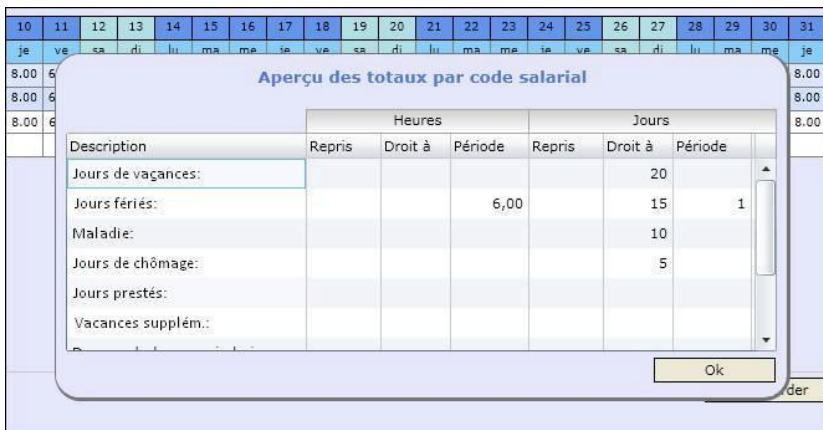 10 11 12 13 14 15 16 17 18 19 20 21 22 23 24 25 26 27 28 29 30 31
je ve sa di lu ma me je ve sa di lu ma me je ve sa di lu ma me je
8.00 6 8.00
8.00 6 8.00
8.00 6 8.00
Aperçu des totaux par code salarial
Heures Jours
Description Repris Droit à Période Repris Droit à Période
Jours de vacances: 20
Jours fériés: 6,00 15 1
Maladie: 10
Jours de chômage: 5
Jours prestés:
Vacances supplém.:
Ok
der